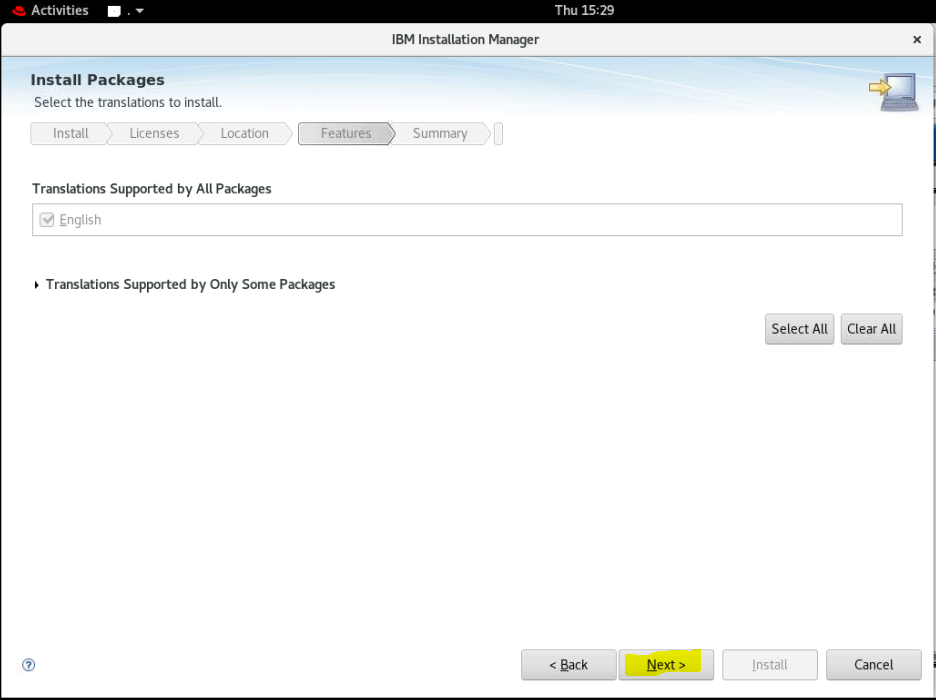 Activities . Thu 15:29
IBM Installation Manager ×
Install Packages
Select the translations to install.
Install Licenses Location Features Summary
Translations Supported by All Packages
English
Translations Supported by Only Some Packages
Select All Clear All
? < Back Next > Install Cancel